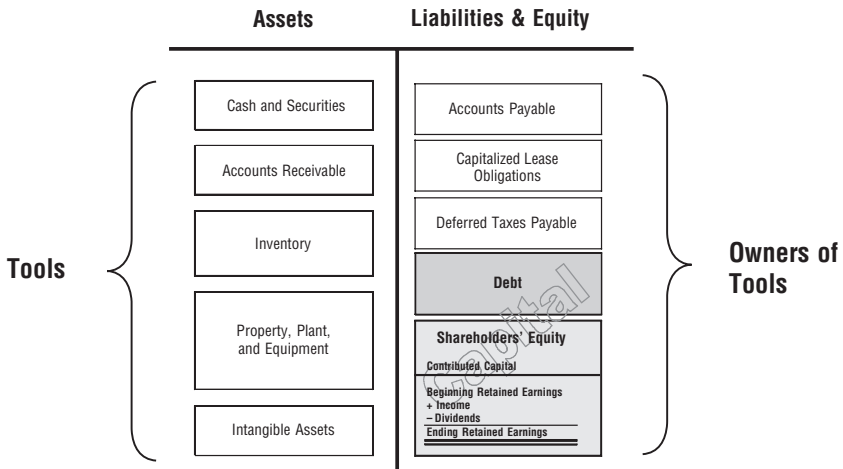 Assets
Liabilities & Equity
Tools
Cash and Securities
Accounts Receivable
Inventory
Property, Plant,
and Equipment
Intangible Assets
Accounts Payable
Capitalized Lease
Obligations
Deferred Taxes Payable
Debt
Shareholders' Equity
Contributed Capital
Beginning Retained Earnings
+ Income
– Dividends
Ending Retained Earnings
Capital
Owners of
Tools